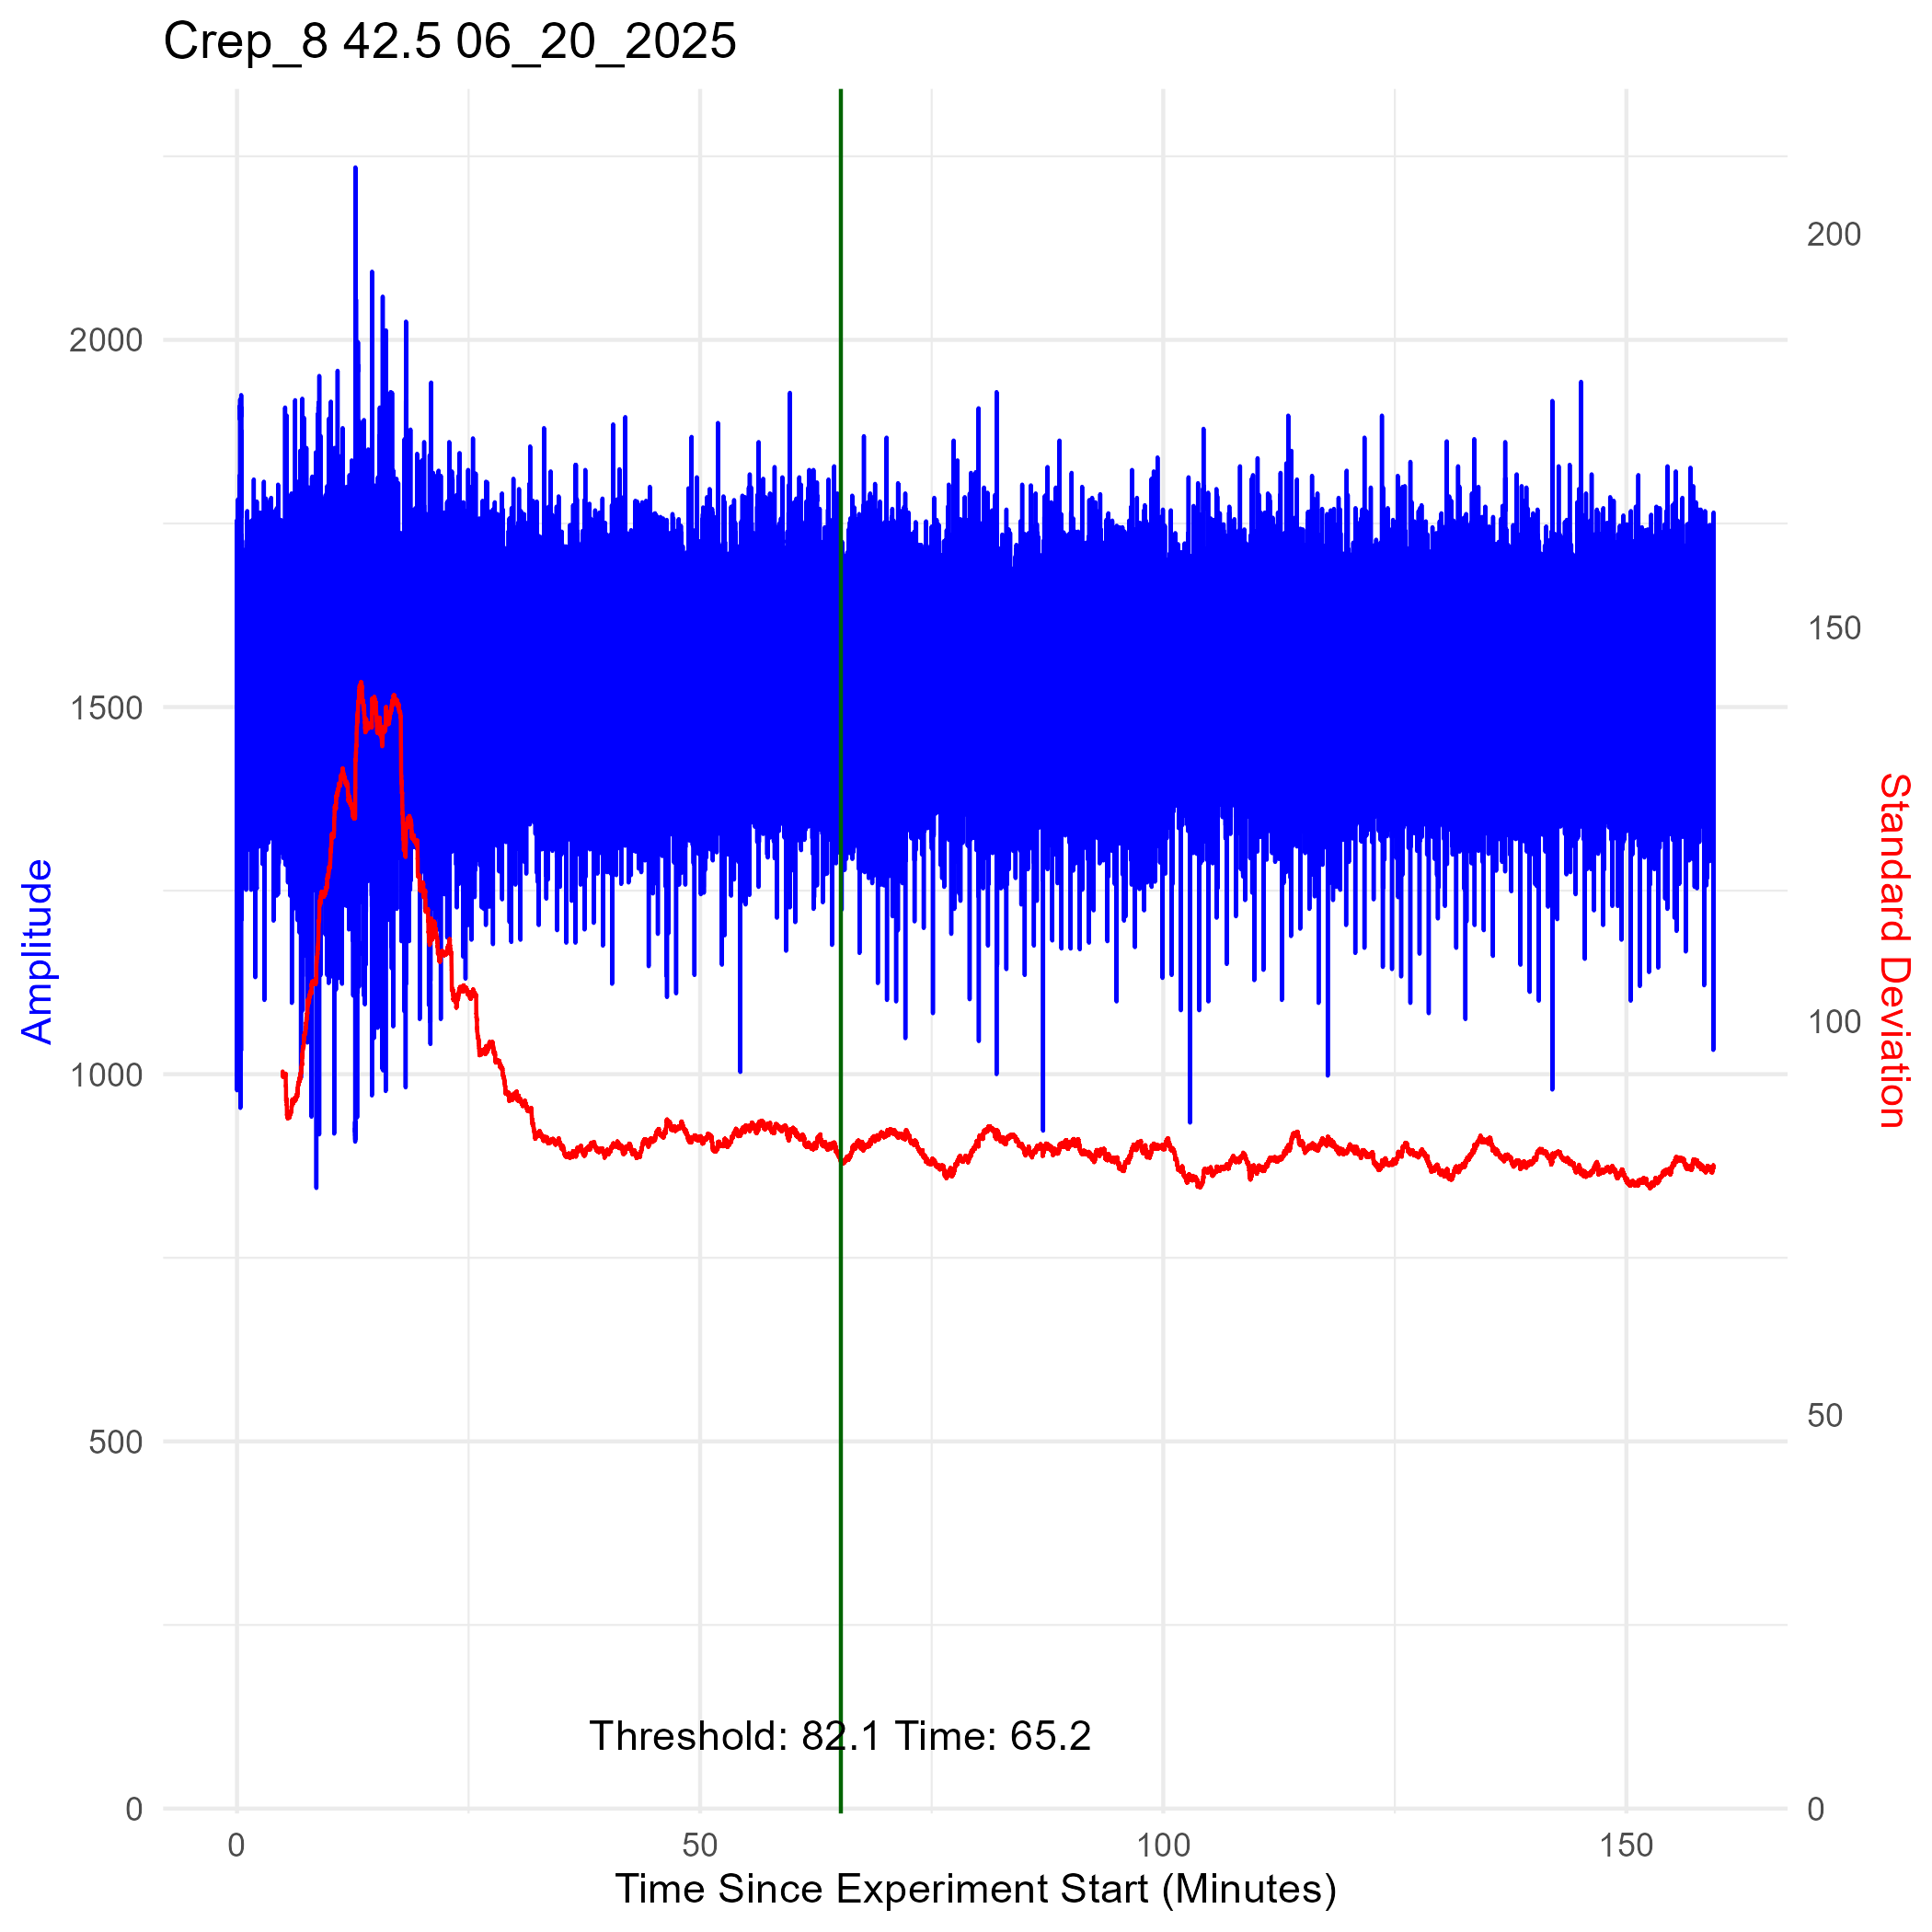 Crep_8 42.5 06_20_2025
200
2000
150
1500
Amplitude
Standard Deviation
100
1000
50
500
Threshold: 82.1 Time: 65.2
0
0
0
50
100
150
Time Since Experiment Start (Minutes)